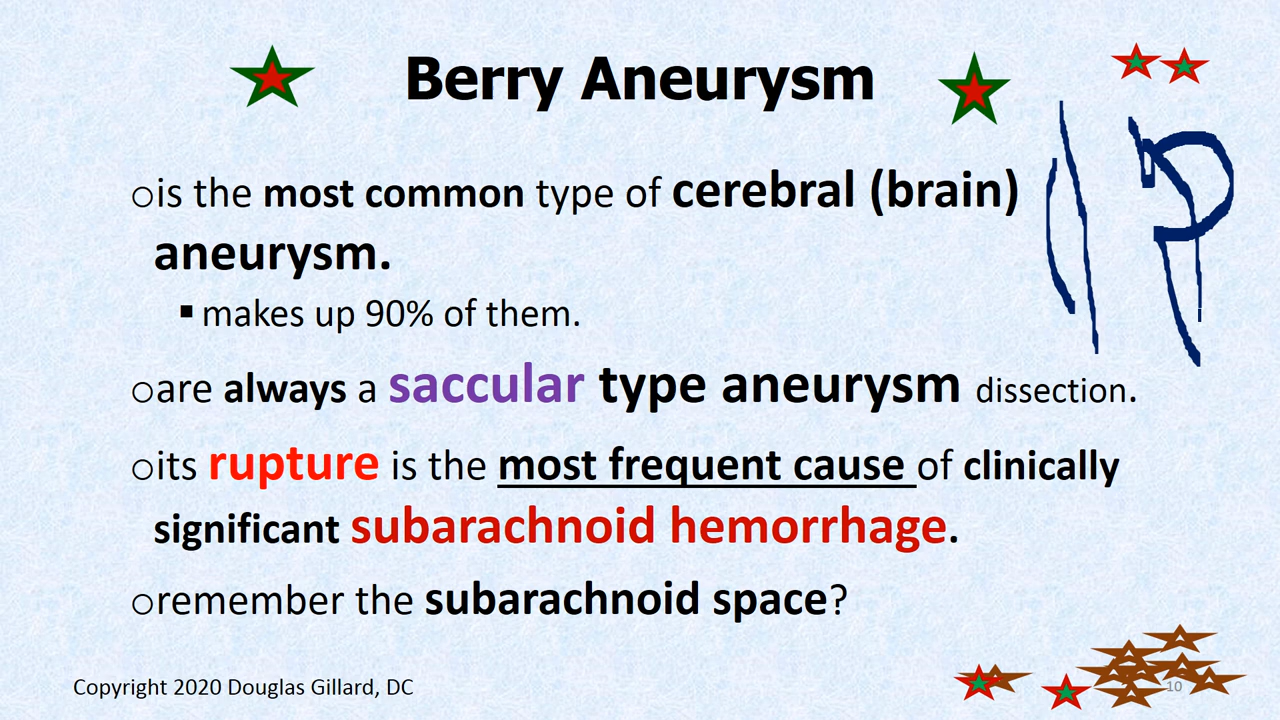 Berry Aneurysm
○is the most common type of cerebral (brain)
aneurysm.
▪makes up 90% of them.
○are always a saccular type aneurysm dissection.
○its rupture is the most frequent cause of clinically
significant subarachnoid hemorrhage.
○remember the subarachnoid space?
Copyright 2020 Douglas Gillard, DC
10